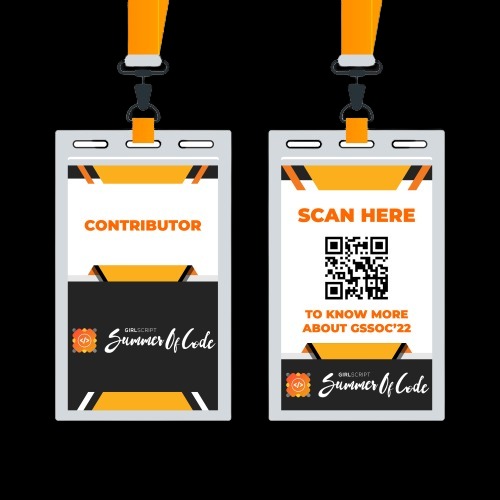 CONTRIBUTOR
GIRLSCRIPT
Summer Of Code
SCAN HERE
TO KNOW MORE
ABOUT GSSOC'22
GIRLSCRIPT
Summer Of Code